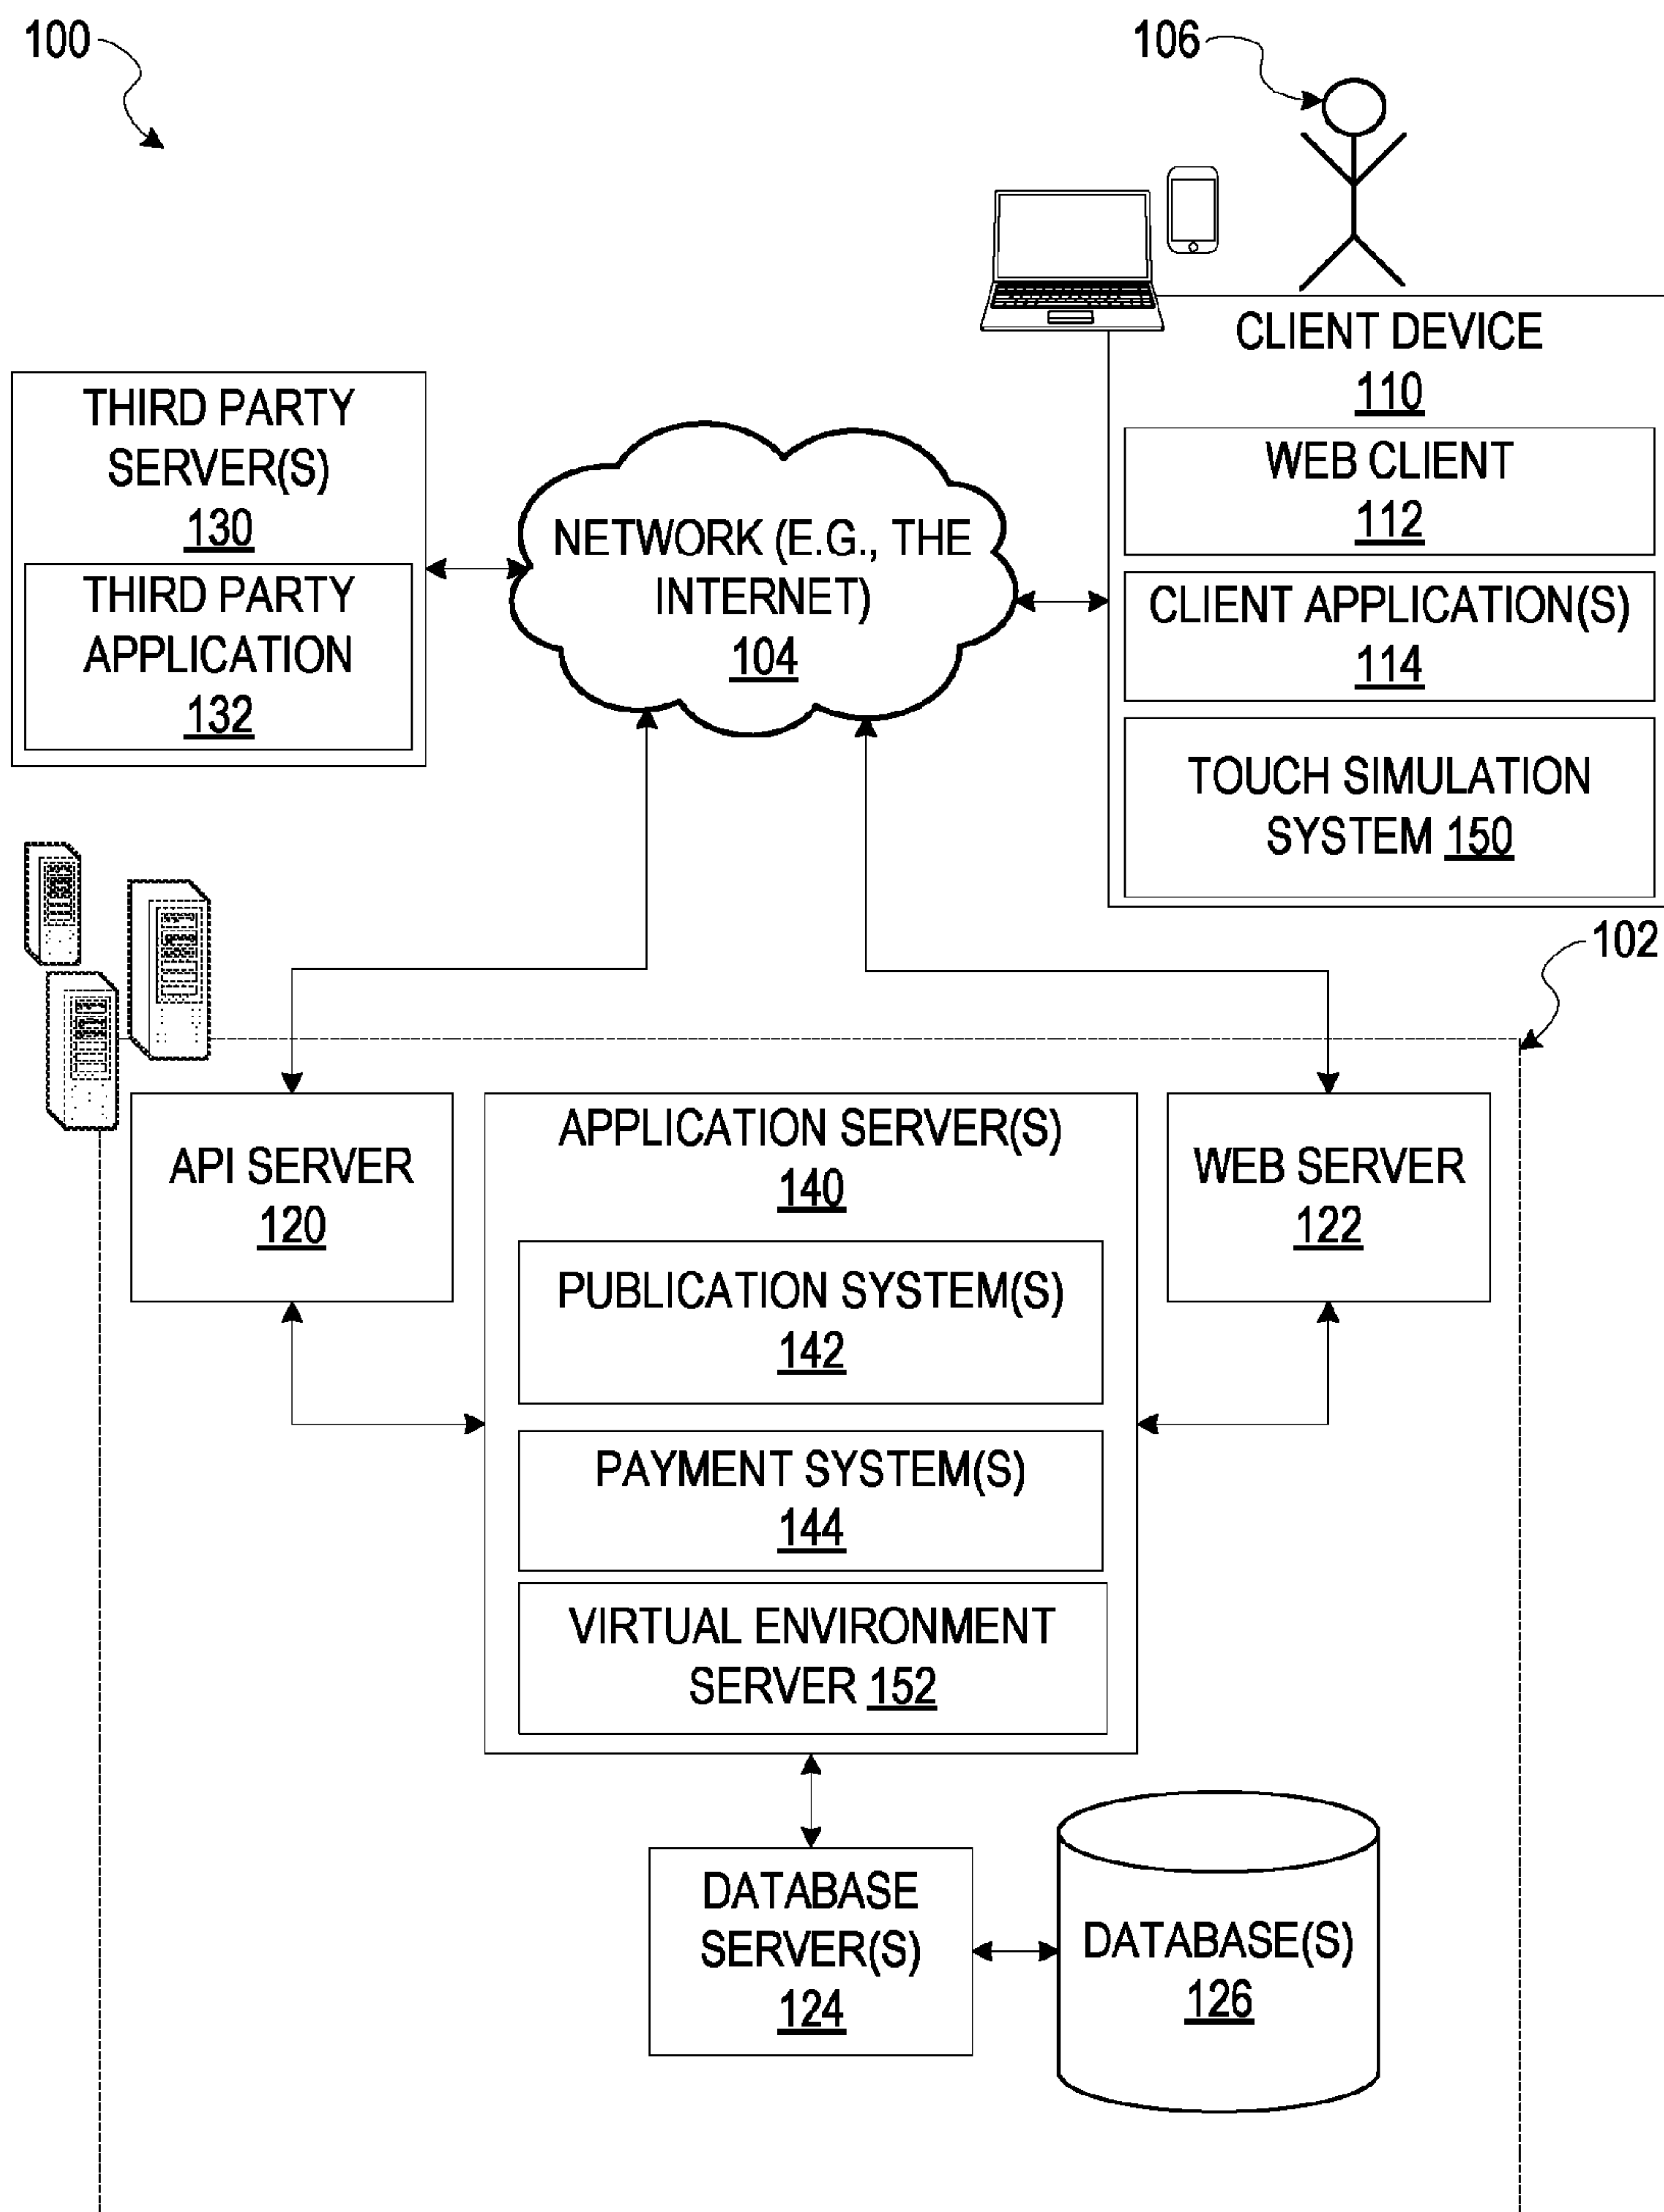 100
106
CLIENT DEVICE
110
WEB CLIENT
112
CLIENT APPLICATION(S)
114
TOUCH SIMULATION
SYSTEM 150
THIRD PARTY
SERVER(S)
130
THIRD PARTY
APPLICATION
132
NETWORK (E.G., THE
INTERNET)
104
102
API SERVER
120
APPLICATION SERVER(S)
140
PUBLICATION SYSTEM(S)
142
PAYMENT SYSTEM(S)
144
VIRTUAL ENVIRONMENT
SERVER 152
WEB SERVER
122
DATABASE
SERVER(S)
124
DATABASE(S)
126